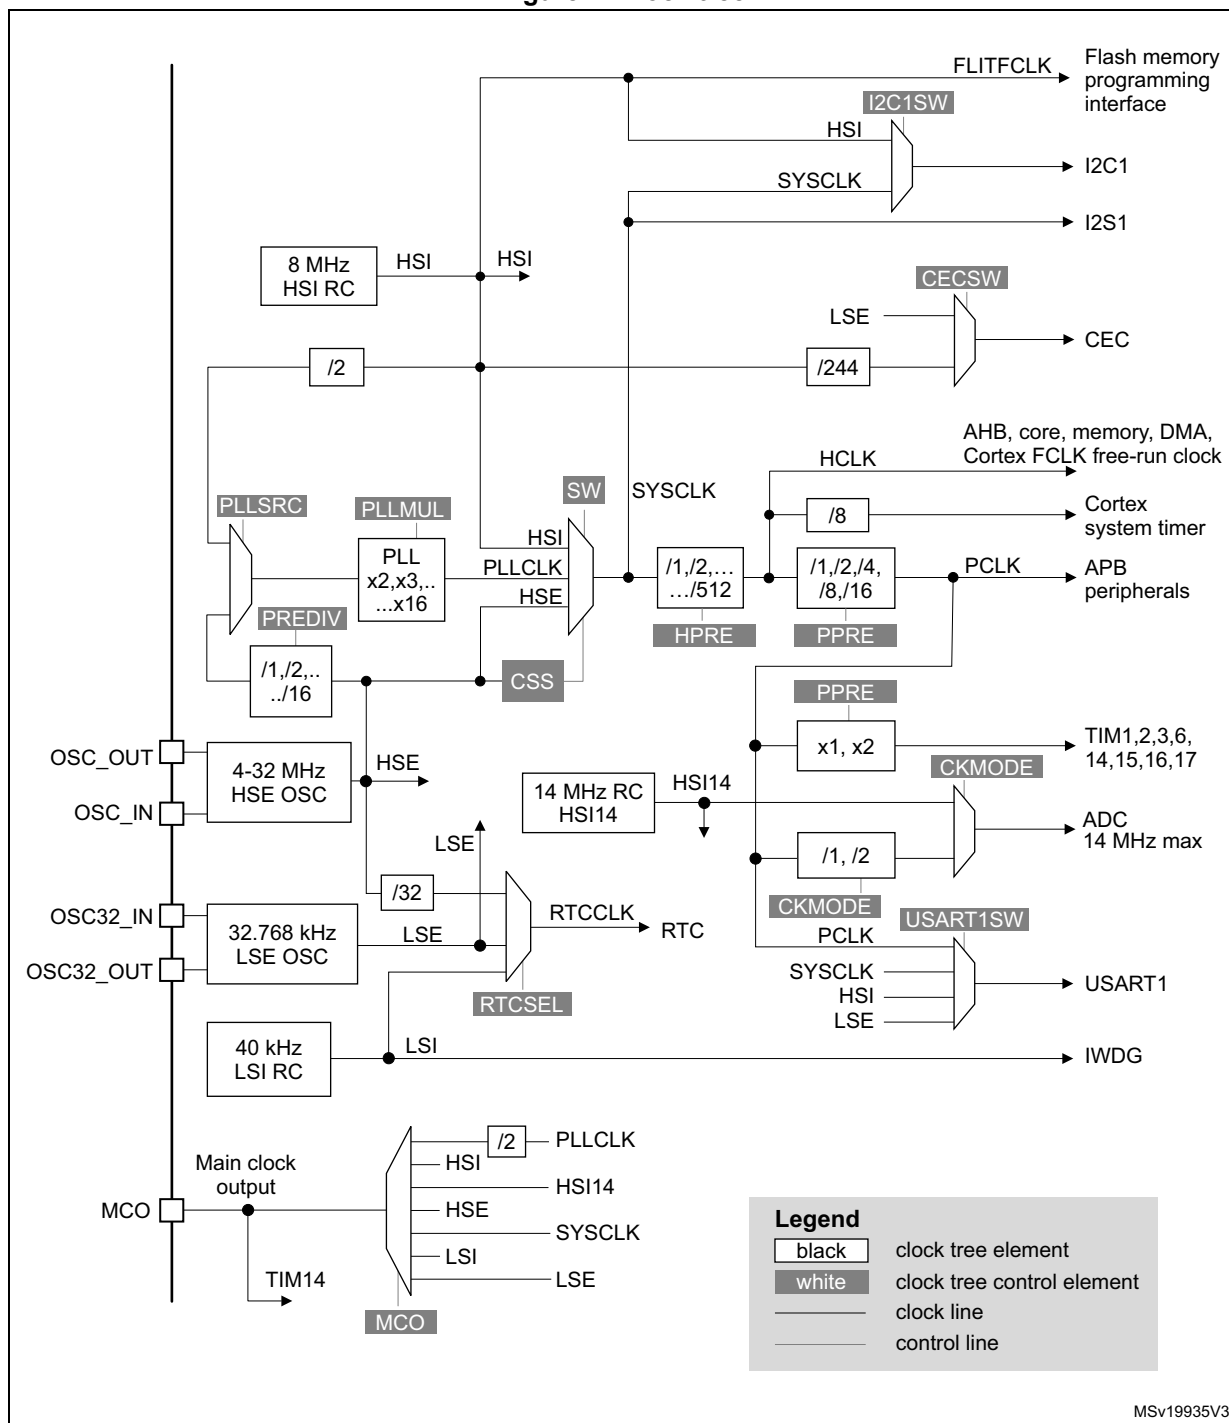 FLITFCLK
Flash memory
programming
interface
I2C1SW
HSI
I2C1
SYSCLK
I2S1
8 MHz
HSI RC
HSI
HSI
CECSW
LSE
CEC
/2
/244
AHB, core, memory, DMA,
Cortex FCLK free-run clock
HCLK
PLLSRC
PLLMUL
SW
SYSCLK
/8
Cortex
system timer
HSI
PLL
x2,x3,..
...x16
PLLCLK
HSE
/1,/2,…
…/512
/1,/2,/4,
/8,/16
PCLK
APB
peripherals
PREDIV
HPRE
PPRE
/1,/2,..
../16
CSS
PPRE
OSC_OUT
OSC_IN
4-32 MHz
HSE OSC
HSE
x1, x2
TIM1,2,3,6,
14,15,16,17
14 MHz RC
HSI14
HSI14
CKMODE
ADC
14 MHz max
LSE
/1, /2
/32
CKMODE
OSC32_IN
OSC32_OUT
32.768 kHz
LSE OSC
LSE
RTCCLK
RTC
USART1SW
PCLK
SYSCLK
HSI
LSE
USART1
RTCSEL
40 kHz
LSI RC
LSI
IWDG
/2
PLLCLK
HSI
HSI14
HSE
SYSCLK
LSI
LSE
Main clock
output
MCO
TIM14
MCO
Legend
black
clock tree element
white
clock tree control element
clock line
control line
MSv19935V3